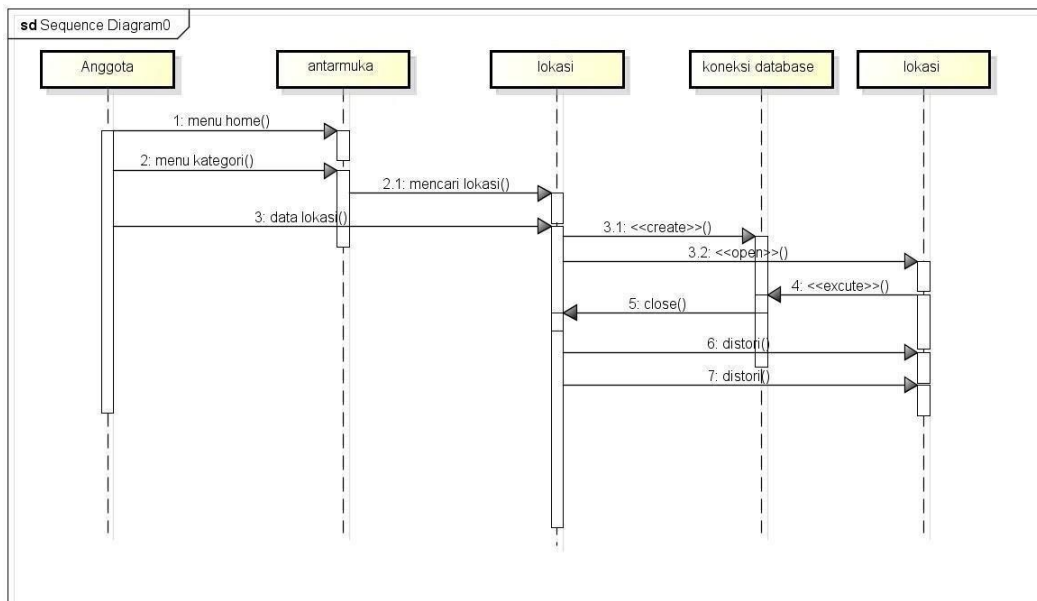 sd Sequence Diagram0
Anggota
antarmuka
lokasi
koneksi database
lokasi
1: menu home()
2: menu kategori()
2.1: mencari lokasi()
3: data lokasi()
3.1: <<create>>()
3.2: <<open>>()
4: <<excute>>()
5: close()
6: distori()
7: distori()